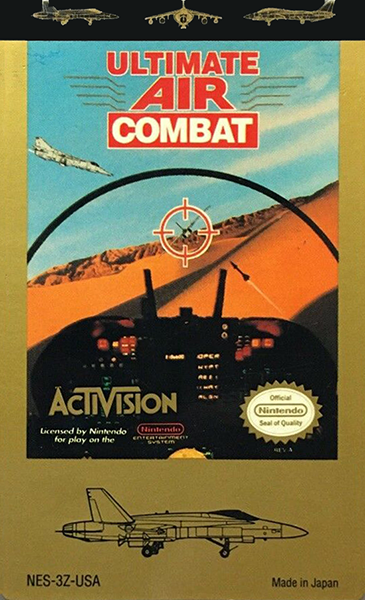 ULTIMATE
AIR
COMBAT
ACTIVISION
Licensed by Nintendo
for play on the
Nintendo
ENTERTAINMENT
SYSTEM
Official
Nintendo
Seal of Quality
REV-A
NES-3Z-USA
Made in Japan